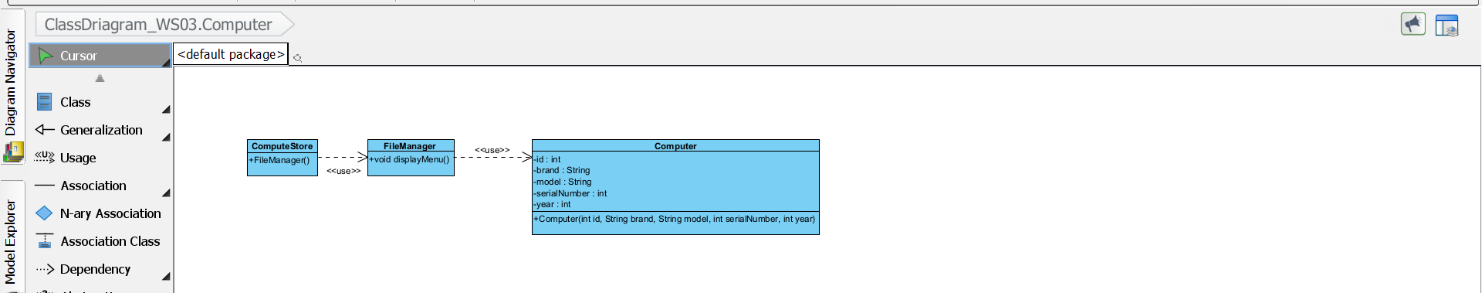 ClassDriagram_WS03.Computer
Diagram Navigator
Model Explorer
Cursor
Class
Generalization
«U» Usage
Association
N-ary Association
Association Class
Dependency
<default package>
ComputeStore
+FileManager()
<<use>>
FileManager
+void displayMenu()
<<use>>
Computer
-id : int
-brand : String
-model : String
-serialNumber : int
-year : int
+Computer(int id, String brand, String model, int serialNumber, int year)